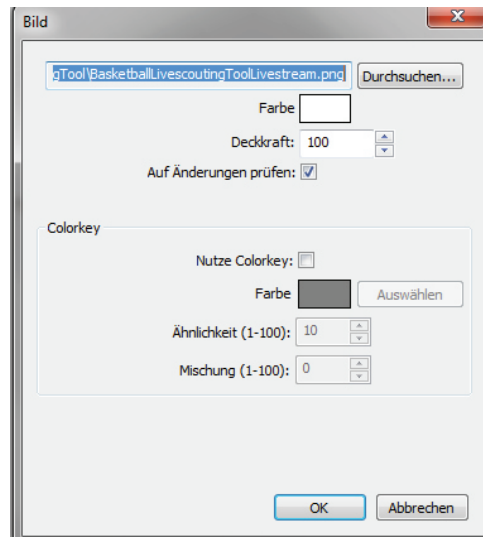 Bild
gTool\BasketballLivescoutingToolLivestream.png Durchsuchen...
Farbe
Deckkraft: 100
Auf Änderungen prüfen:
Colorkey
Nutze Colorkey:
Farbe Auswählen
Ähnlichkeit (1-100): 10
Mischung (1-100): 0
OK Abbrechen